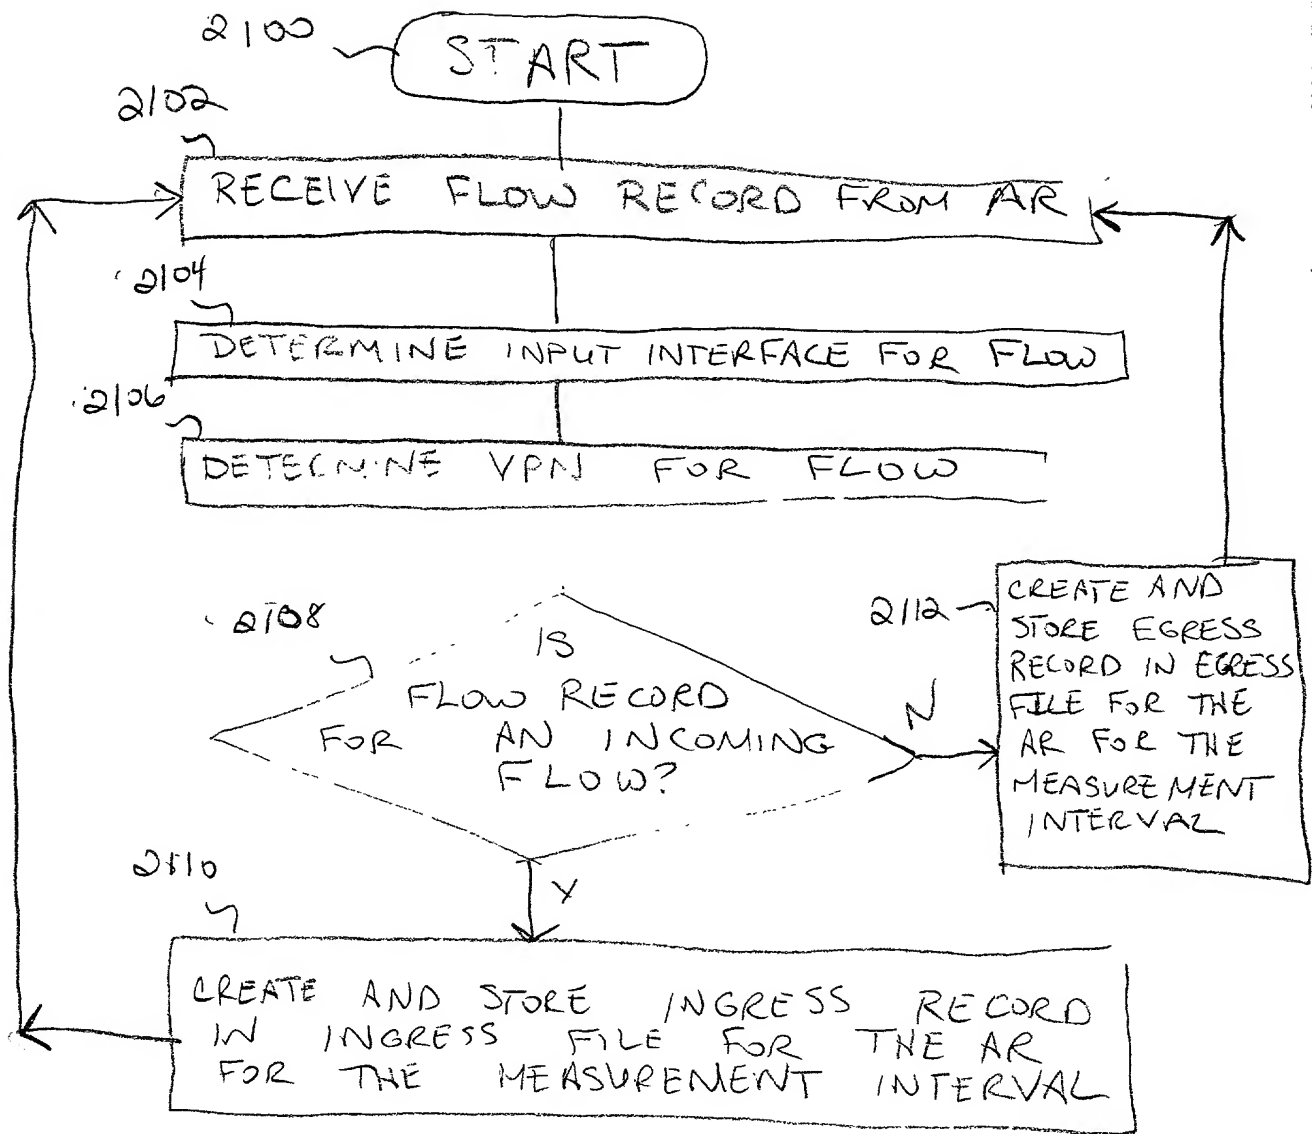 2100
START
2102
RECEIVE FLOW RECORD FROM AR
2104
DETERMINE INPUT INTERFACE FOR FLOW
2106
DETERMINE VPN FOR FLOW
2108
IS
FLOW RECORD
FOR AN INCOMING
FLOW?
N
2112
CREATE AND
STORE EGRESS
RECORD IN EGRESS
FILE FOR THE
AR FOR THE
MEASUREMENT
INTERVAL
Y
2110
CREATE AND STORE INGRESS RECORD
IN INGRESS FILE FOR THE AR
FOR THE MEASUREMENT INTERVAL